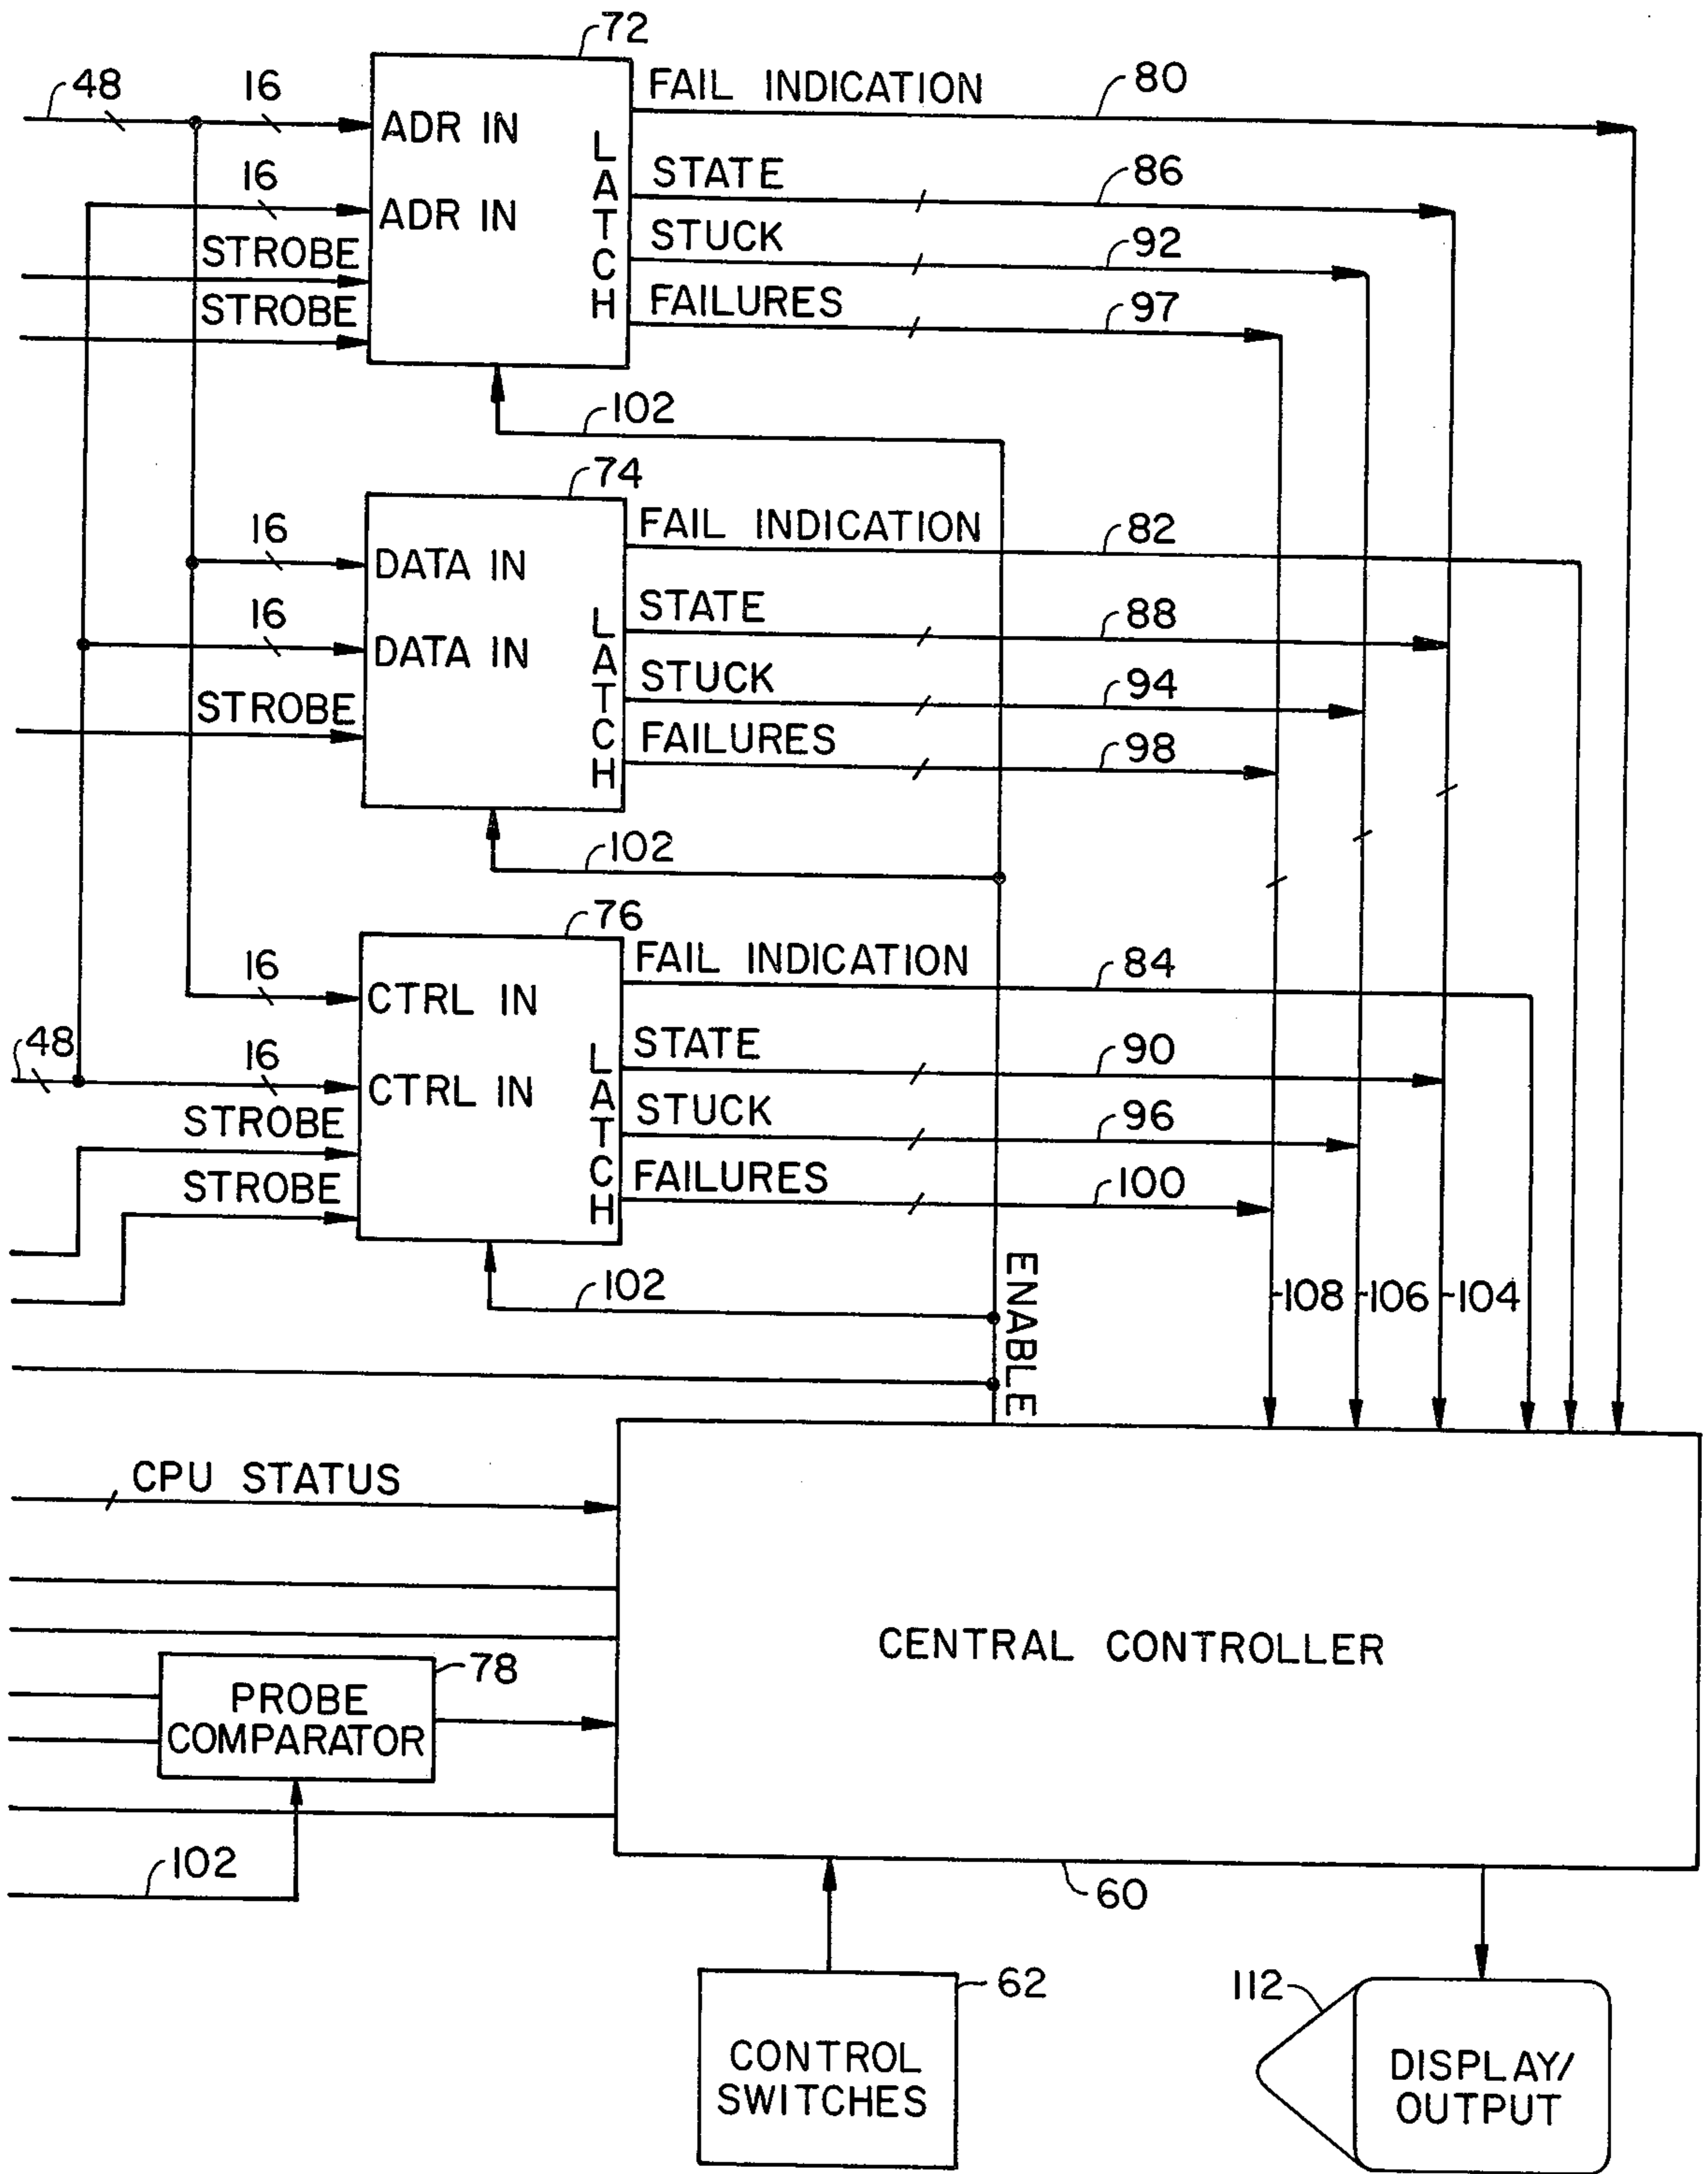 72
48
16
FAIL INDICATION
80
ADR IN
16
STATE
86
ADR IN
LATCH
STROBE
STUCK
92
STROBE
FAILURES
97
102
74
16
FAIL INDICATION
82
DATA IN
16
STATE
88
DATA IN
LATCH
STUCK
94
STROBE
FAILURES
98
102
76
16
FAIL INDICATION
84
CTRL IN
48
16
STATE
90
CTRL IN
LATCH
STROBE
STUCK
96
STROBE
FAILURES
100
102
ENABLE
108
106
104
CPU STATUS
CENTRAL CONTROLLER
78
PROBE
COMPARATOR
102
60
62
112
CONTROL
SWITCHES
DISPLAY/
OUTPUT